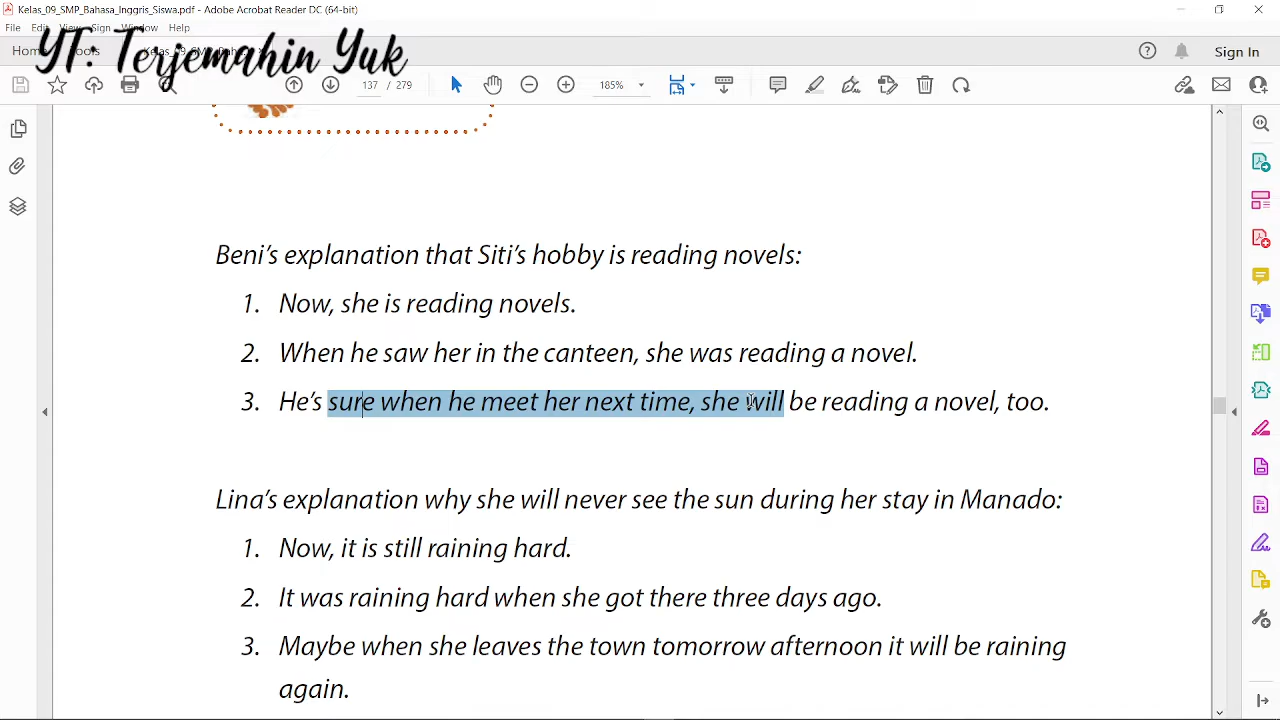 Kelas_09_SMP_Bahasa_Inggris_Siswa.pdf - Adobe Acrobat Reader DC (64-bit)
File Edit View Sign Window Help
YT: Terjemahin Yuk
Home Tools
Sign In
137 / 279
185%
Beni's explanation that Siti's hobby is reading novels:
1. Now, she is reading novels.
2. When he saw her in the canteen, she was reading a novel.
3. He's sure when he meet her next time, she will be reading a novel, too.
Lina's explanation why she will never see the sun during her stay in Manado:
1. Now, it is still raining hard.
2. It was raining hard when she got there three days ago.
3. Maybe when she leaves the town tomorrow afternoon it will be raining
again.